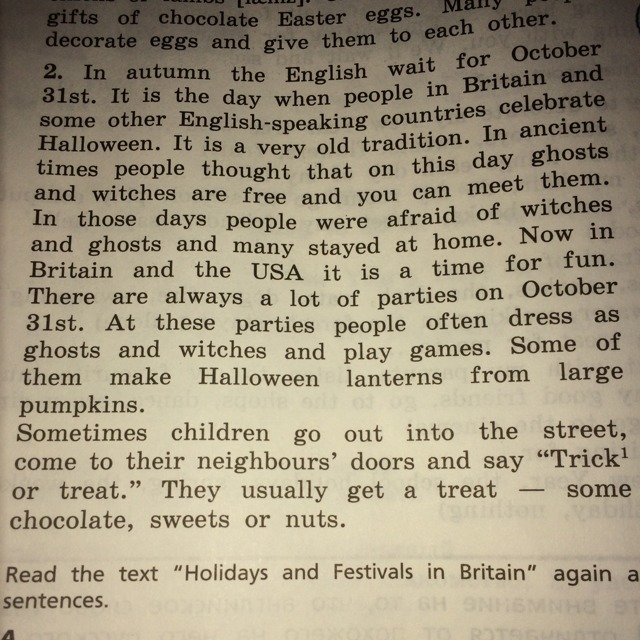 gifts of chocolate Easter eggs. Many
decorate eggs and give them to each other.
2. In autumn the English wait for October
31st. It is the day when people in Britain and
some other English-speaking countries celebrate
Halloween. It is a very old tradition. In ancient
times people thought that on this day ghosts
and witches are free and you can meet them.
In those days people were afraid of witches
and ghosts and many stayed at home. Now in
Britain and the USA it is a time for fun.
There are always a lot of parties on October
31st. At these parties people often dress as
ghosts and witches and play games. Some of
them make Halloween lanterns from large
pumpkins.
Sometimes children go out into the street,
come to their neighbours’ doors and say “Trick¹
or treat.” They usually get a treat — some
chocolate, sweets or nuts.
Read the text “Holidays and Festivals in Britain” again a
sentences.